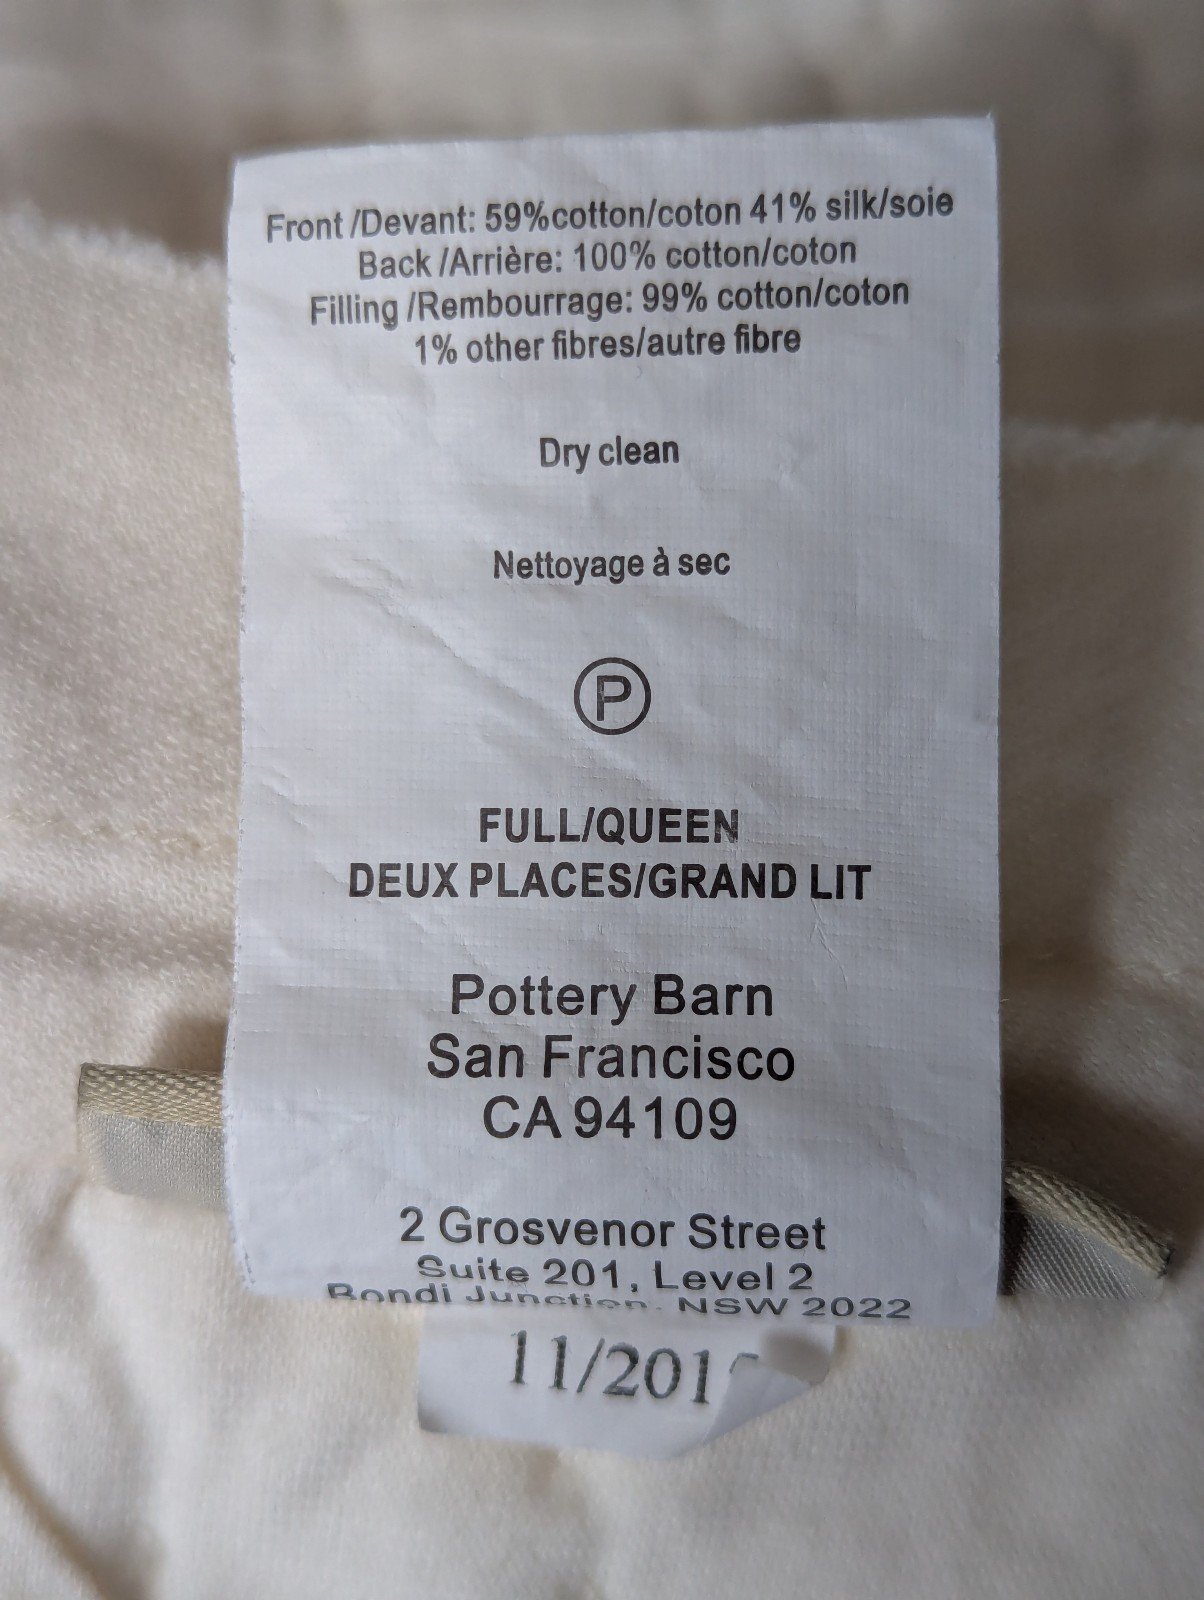 Front /Devant: 59%cotton/coton 41% silk/soie
Back /Arrière: 100% cotton/coton
Filling /Rembourrage: 99% cotton/coton
1% other fibres/autre fibre
Dry clean
Nettoyage à sec
P
FULL/QUEEN
DEUX PLACES/GRAND LIT
Pottery Barn
San Francisco
CA 94109
2 Grosvenor Street
Suite 201, Level 2
Bondi Junction, NSW 2022